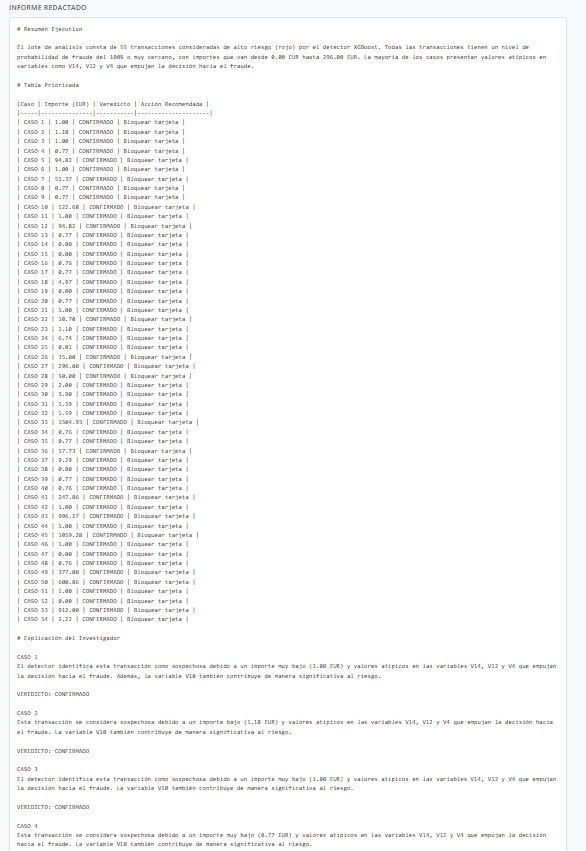 INFORME REDACTADO
# Resumen Ejecutivo
El lote de análisis consta de 55 transacciones consideradas de alto riesgo (rojo) por el detector XGBoost. Todas las transacciones tienen un nivel de
probabilidad de fraude del 100% o muy cercano, con importes que van desde 0.00 EUR hasta 296.00 EUR. La mayoría de los casos presentan valores atípicos en
variables como V14, V12 y V4 que empujan la decisión hacia el fraude.
# Tabla Priorizada
|Caso | Importe (EUR) | Veredicto | Acción Recomendada |
|-----|---------------|-----------|---------------------|
| CASO 1 | 1.00 | CONFIRMADO | Bloquear tarjeta |
| CASO 2 | 1.18 | CONFIRMADO | Bloquear tarjeta |
| CASO 3 | 1.00 | CONFIRMADO | Bloquear tarjeta |
| CASO 4 | 0.77 | CONFIRMADO | Bloquear tarjeta |
| CASO 5 | 94.82 | CONFIRMADO | Bloquear tarjeta |
| CASO 6 | 1.00 | CONFIRMADO | Bloquear tarjeta |
| CASO 7 | 51.37 | CONFIRMADO | Bloquear tarjeta |
| CASO 8 | 0.77 | CONFIRMADO | Bloquear tarjeta |
| CASO 9 | 0.77 | CONFIRMADO | Bloquear tarjeta |
| CASO 10 | 122.68 | CONFIRMADO | Bloquear tarjeta |
| CASO 11 | 1.00 | CONFIRMADO | Bloquear tarjeta |
| CASO 12 | 94.82 | CONFIRMADO | Bloquear tarjeta |
| CASO 13 | 0.77 | CONFIRMADO | Bloquear tarjeta |
| CASO 14 | 0.00 | CONFIRMADO | Bloquear tarjeta |
| CASO 15 | 0.00 | CONFIRMADO | Bloquear tarjeta |
| CASO 16 | 0.76 | CONFIRMADO | Bloquear tarjeta |
| CASO 17 | 0.77 | CONFIRMADO | Bloquear tarjeta |
| CASO 18 | 4.97 | CONFIRMADO | Bloquear tarjeta |
| CASO 19 | 0.00 | CONFIRMADO | Bloquear tarjeta |
| CASO 20 | 0.77 | CONFIRMADO | Bloquear tarjeta |
| CASO 21 | 1.00 | CONFIRMADO | Bloquear tarjeta |
| CASO 22 | 10.70 | CONFIRMADO | Bloquear tarjeta |
| CASO 23 | 1.10 | CONFIRMADO | Bloquear tarjeta |
| CASO 24 | 6.74 | CONFIRMADO | Bloquear tarjeta |
| CASO 25 | 0.01 | CONFIRMADO | Bloquear tarjeta |
| CASO 26 | 35.00 | CONFIRMADO | Bloquear tarjeta |
| CASO 27 | 296.00 | CONFIRMADO | Bloquear tarjeta |
| CASO 28 | 50.00 | CONFIRMADO | Bloquear tarjeta |
| CASO 29 | 2.00 | CONFIRMADO | Bloquear tarjeta |
| CASO 30 | 3.90 | CONFIRMADO | Bloquear tarjeta |
| CASO 31 | 1.59 | CONFIRMADO | Bloquear tarjeta |
| CASO 32 | 1.59 | CONFIRMADO | Bloquear tarjeta |
| CASO 33 | 1504.93 | CONFIRMADO | Bloquear tarjeta |
| CASO 34 | 0.76 | CONFIRMADO | Bloquear tarjeta |
| CASO 35 | 0.77 | CONFIRMADO | Bloquear tarjeta |
| CASO 36 | 57.73 | CONFIRMADO | Bloquear tarjeta |
| CASO 37 | 9.29 | CONFIRMADO | Bloquear tarjeta |
| CASO 38 | 0.00 | CONFIRMADO | Bloquear tarjeta |
| CASO 39 | 0.77 | CONFIRMADO | Bloquear tarjeta |
| CASO 40 | 0.76 | CONFIRMADO | Bloquear tarjeta |
| CASO 41 | 247.86 | CONFIRMADO | Bloquear tarjeta |
| CASO 42 | 1.00 | CONFIRMADO | Bloquear tarjeta |
| CASO 43 | 996.27 | CONFIRMADO | Bloquear tarjeta |
| CASO 44 | 1.00 | CONFIRMADO | Bloquear tarjeta |
| CASO 45 | 1059.28 | CONFIRMADO | Bloquear tarjeta |
| CASO 46 | 1.00 | CONFIRMADO | Bloquear tarjeta |
| CASO 47 | 0.00 | CONFIRMADO | Bloquear tarjeta |
| CASO 48 | 0.76 | CONFIRMADO | Bloquear tarjeta |
| CASO 49 | 377.00 | CONFIRMADO | Bloquear tarjeta |
| CASO 50 | 600.86 | CONFIRMADO | Bloquear tarjeta |
| CASO 51 | 1.00 | CONFIRMADO | Bloquear tarjeta |
| CASO 52 | 0.00 | CONFIRMADO | Bloquear tarjeta |
| CASO 53 | 912.00 | CONFIRMADO | Bloquear tarjeta |
| CASO 54 | 2.22 | CONFIRMADO | Bloquear tarjeta |
# Explicación del Investigador
CASO 1
El detector identifica esta transacción como sospechosa debido a un importe muy bajo (1.00 EUR) y valores atípicos en las variables V14, V12 y V4 que empujan
la decisión hacia el fraude. Además, la variable V10 también contribuye de manera significativa al riesgo.
VEREDICTO: CONFIRMADO
CASO 2
Esta transacción se considera sospechosa debido a un importe bajo (1.18 EUR) y valores atípicos en las variables V14, V12 y V4 que empujan la decisión hacia
el fraude. La variable V10 también contribuye de manera significativa al riesgo.
VEREDICTO: CONFIRMADO
CASO 3
El detector identifica esta transacción como sospechosa debido a un importe muy bajo (1.00 EUR) y valores atípicos en las variables V14, V12 y V4 que empujan
la decisión hacia el fraude. La variable V10 también contribuye de manera significativa al riesgo.
VEREDICTO: CONFIRMADO
CASO 4
Esta transacción se considera sospechosa debido a un importe muy bajo (0.77 EUR) y valores atípicos en las variables V14, V12 y V4 que empujan la decisión
hacia el fraude. La variable V10 también contribuye de manera significativa al riesgo.